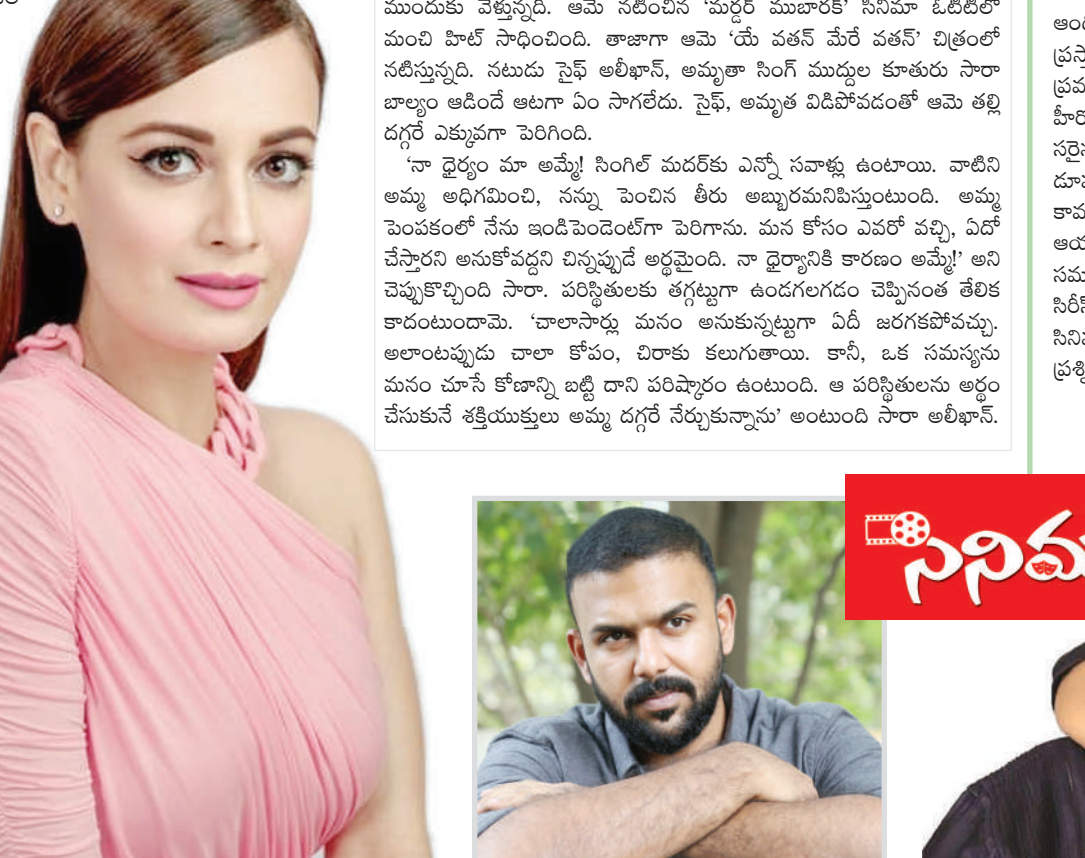 ముందుకు వెళ్తున్నది. ఆమె నటించిన ‘మర్డర్ ముబారక్’ సినిమా ఓటీటీలో
మంచి హిట్ సాధించింది. తాజాగా ఆమె ‘యే వతన్ మేరే వతన్’ చిత్రంలో
నటిస్తున్నది. నటుడు సైఫ్ అలీఖాన్, అమృతా సింగ్ ముద్దుల కూతురు సారా
బాల్యం ఆడిందే ఆటగా ఏం సాగలేదు. సైఫ్, అమృత విడిపోవడంతో ఆమె తల్లి
దగ్గరే ఎక్కువగా పెరిగింది.
‘నా ధైర్యం మా అమ్మే! సింగిల్ మదర్‌కు ఎన్నో సవాళ్లు ఉంటాయి. వాటిని
అమ్మ అధిగమించి, నన్ను పెంచిన తీరు అబ్బురమనిపిస్తుంటుంది. అమ్మ
పెంపకంలో నేను ఇండిపెండెంట్‌గా పెరిగాను. మన కోసం ఎవరో వచ్చి, ఏదో
చేస్తారని అనుకోవద్దని చిన్నప్పుడే అర్థమైంది. నా ధైర్యానికి కారణం అమ్మే!’ అని
చెప్పుకొచ్చింది సారా. పరిస్థితులకు తగ్గట్టుగా ఉండగలగడం చెప్పినంత తేలిక
కాదంటుందామె. ‘చాలాసార్లు మనం అనుకున్నట్టుగా ఏదీ జరగకపోవచ్చు.
అలాంటప్పుడు చాలా కోపం, చిరాకు కలుగుతాయి. కానీ, ఒక సమస్యను
మనం చూసే కోణాన్ని బట్టి దాని పరిష్కారం ఉంటుంది. ఆ పరిస్థితులను అర్థం
చేసుకునే శక్తియుక్తులు అమ్మ దగ్గరే నేర్చుకున్నాను’ అంటుంది సారా అలీఖాన్.
సినిమా